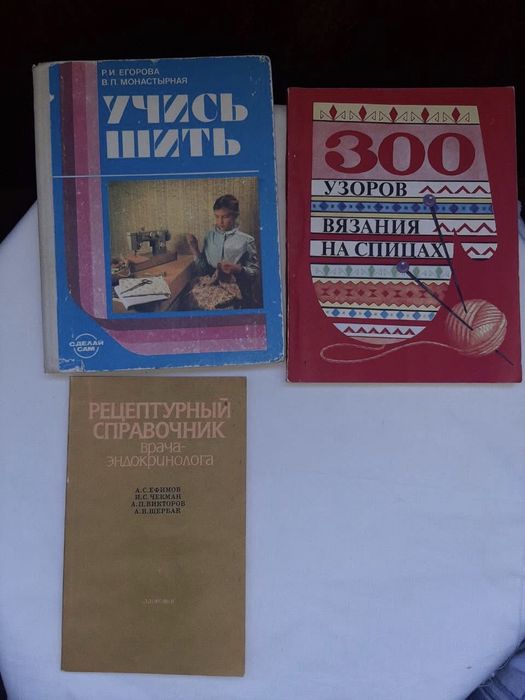 Р.И. ЕГОРОВА
В.П. МОНАСТЫРНАЯ
УЧИСЬ
ШИТЬ
СДЕЛАЙ
САМ
300
УЗОРОВ
ВЯЗАНИЯ
НА СПИЦАХ
РЕЦЕПТУРНЫЙ
СПРАВОЧНИК
врача-
эндокринолога
А.С.ЕФИМОВ
И.С.ЧЕКМАН
А.П.ВИКТОРОВ
А.В.ЩЕРБАК